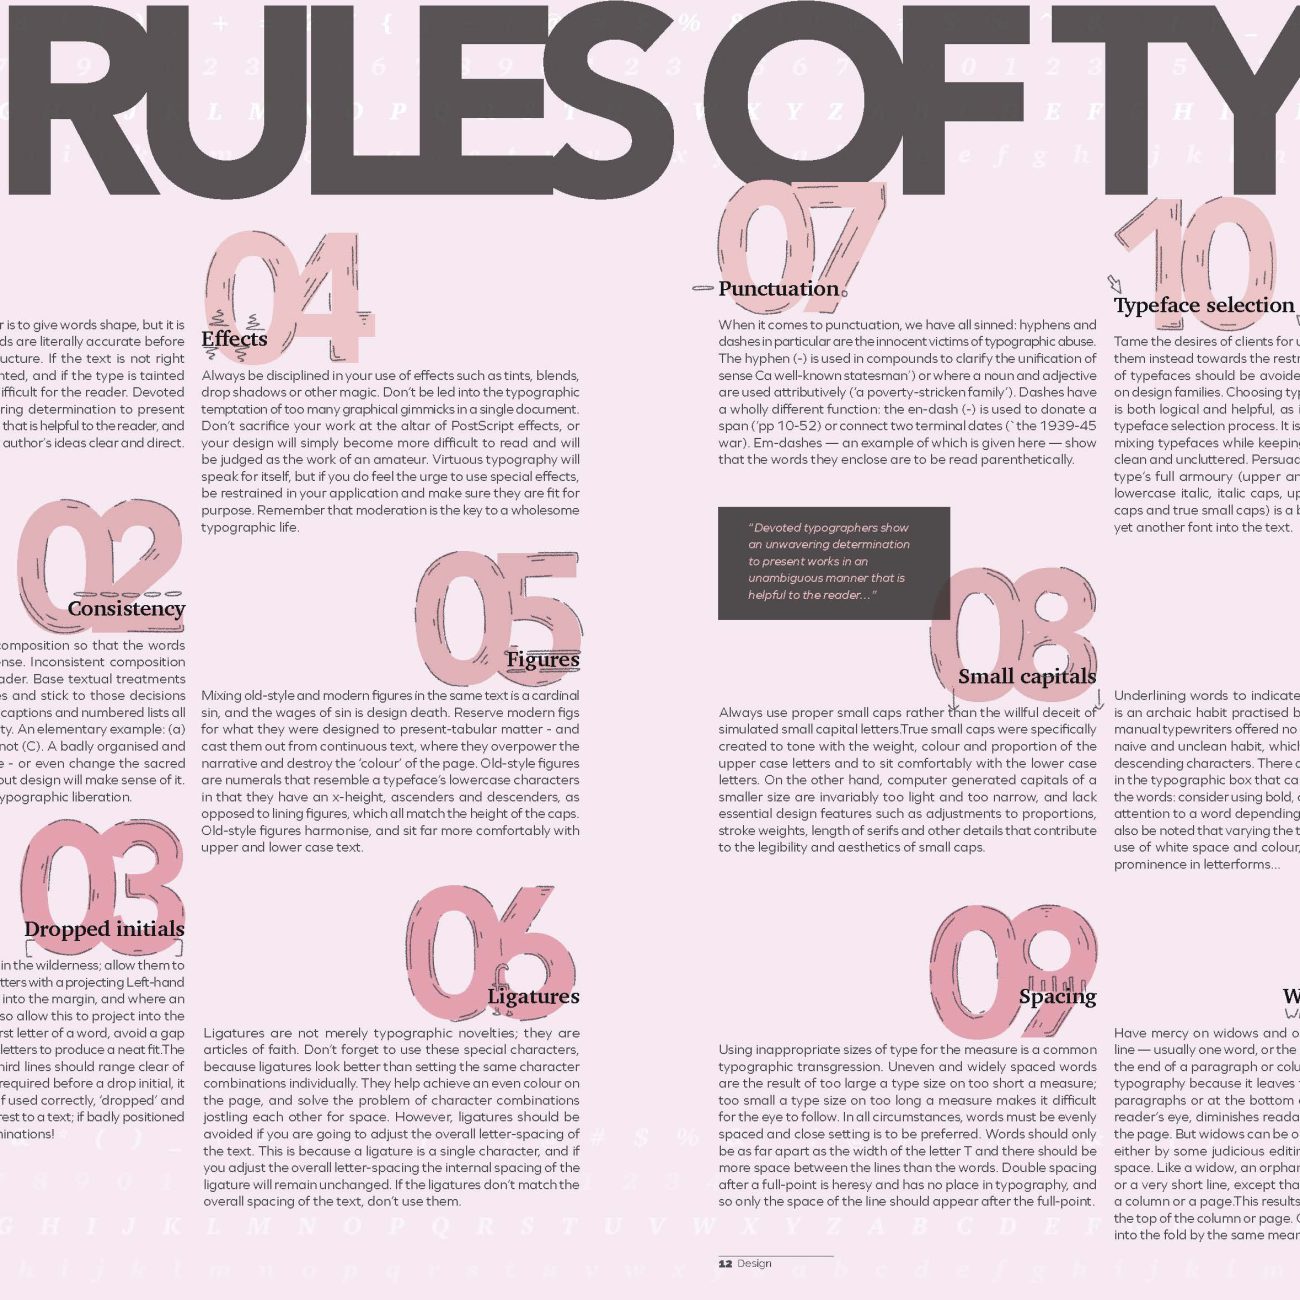 RULES OF TY
r is to give words shape, but it is
ds are literally accurate before
ucture. If the text is not right
nted, and if the type is tainted
ifficult for the reader. Devoted
ring determination to present
that is helpful to the reader, and
author's ideas clear and direct.
02
Consistency
composition so that the words
nse. Inconsistent composition
ader. Base textual treatments
es and stick to those decisions
captions and numbered lists all
ty. An elementary example: (a)
not (C). A badly organised and
e - or even change the sacred
out design will make sense of it.
ypographic liberation.
03
Dropped initials
in the wilderness; allow them to
tters with a projecting Left-hand
into the margin, and where an
so allow this to project into the
rst letter of a word, avoid a gap
letters to produce a neat fit.The
hird lines should range clear of
required before a drop initial, it
f used correctly, 'dropped' and
rest to a text; if badly positioned
minations!
04
Effects
Always be disciplined in your use of effects such as tints, blends,
drop shadows or other magic. Don't be led into the typographic
temptation of too many graphical gimmicks in a single document.
Don't sacrifice your work at the altar of PostScript effects, or
your design will simply become more difficult to read and will
be judged as the work of an amateur. Virtuous typography will
speak for itself, but if you do feel the urge to use special effects,
be restrained in your application and make sure they are fit for
purpose. Remember that moderation is the key to a wholesome
typographic life.
05
Figures
Mixing old-style and modern figures in the same text is a cardinal
sin, and the wages of sin is design death. Reserve modern figs
for what they were designed to present-tabular matter - and
cast them out from continuous text, where they overpower the
narrative and destroy the 'colour' of the page. Old-style figures
are numerals that resemble a typeface's lowercase characters
in that they have an x-height, ascenders and descenders, as
opposed to lining figures, which all match the height of the caps.
Old-style figures harmonise, and sit far more comfortably with
upper and lower case text.
06
Ligatures
Ligatures are not merely typographic novelties; they are
articles of faith. Don't forget to use these special characters,
because ligatures look better than setting the same character
combinations individually. They help achieve an even colour on
the page, and solve the problem of character combinations
jostling each other for space. However, ligatures should be
avoided if you are going to adjust the overall letter-spacing of
the text. This is because a ligature is a single character, and if
you adjust the overall letter-spacing the internal spacing of the
ligature will remain unchanged. If the ligatures don't match the
overall spacing of the text, don't use them.
07
Punctuation
When it comes to punctuation, we have all sinned: hyphens and
dashes in particular are the innocent victims of typographic abuse.
The hyphen (-) is used in compounds to clarify the unification of
sense Ca well-known statesman') or where a noun and adjective
are used attributively ('a poverty-stricken family'). Dashes have
a wholly different function: the en-dash (-) is used to donate a
span ('pp 10-52) or connect two terminal dates (`the 1939-45
war). Em-dashes — an example of which is given here — show
that the words they enclose are to be read parenthetically.
"Devoted typographers show
an unwavering determination
to present works in an
unambiguous manner that is
helpful to the reader..."
08
Small capitals
Always use proper small caps rather than the willful deceit of
simulated small capital letters.True small caps were specifically
created to tone with the weight, colour and proportion of the
upper case letters and to sit comfortably with the lower case
letters. On the other hand, computer generated capitals of a
smaller size are invariably too light and too narrow, and lack
essential design features such as adjustments to proportions,
stroke weights, length of serifs and other details that contribute
to the legibility and aesthetics of small caps.
09
Spacing
Using inappropriate sizes of type for the measure is a common
typographic transgression. Uneven and widely spaced words
are the result of too large a type size on too short a measure;
too small a type size on too long a measure makes it difficult
for the eye to follow. In all circumstances, words must be evenly
spaced and close setting is to be preferred. Words should only
be as far apart as the width of the letter T and there should be
more space between the lines than the words. Double spacing
after a full-point is heresy and has no place in typography, and
so only the space of the line should appear after the full-point.
12 Design
10
Typeface selection
Tame the desires of clients for u
them instead towards the restr
of typefaces should be avoide
on design families. Choosing typ
is both logical and helpful, as i
typeface selection process. It is
mixing typefaces while keeping
clean and uncluttered. Persuad
type's full armoury (upper an
lowercase italic, italic caps, up
caps and true small caps) is a b
yet another font into the text.
Underlining words to indicate
is an archaic habit practised b
manual typewriters offered no
naive and unclean habit, which
descending characters. There a
in the typographic box that ca
the words: consider using bold, c
attention to a word depending
also be noted that varying the t
use of white space and colour,
prominence in letterforms...
W
Have mercy on widows and o
line — usually one word, or the
the end of a paragraph or colu
typography because it leaves
paragraphs or at the bottom
reader's eye, diminishes reada
the page. But widows can be o
either by some judicious editin
space. Like a widow, an orphan
or a very short line, except tha
a column or a page.This results
the top of the column or page. O
into the fold by the same mean